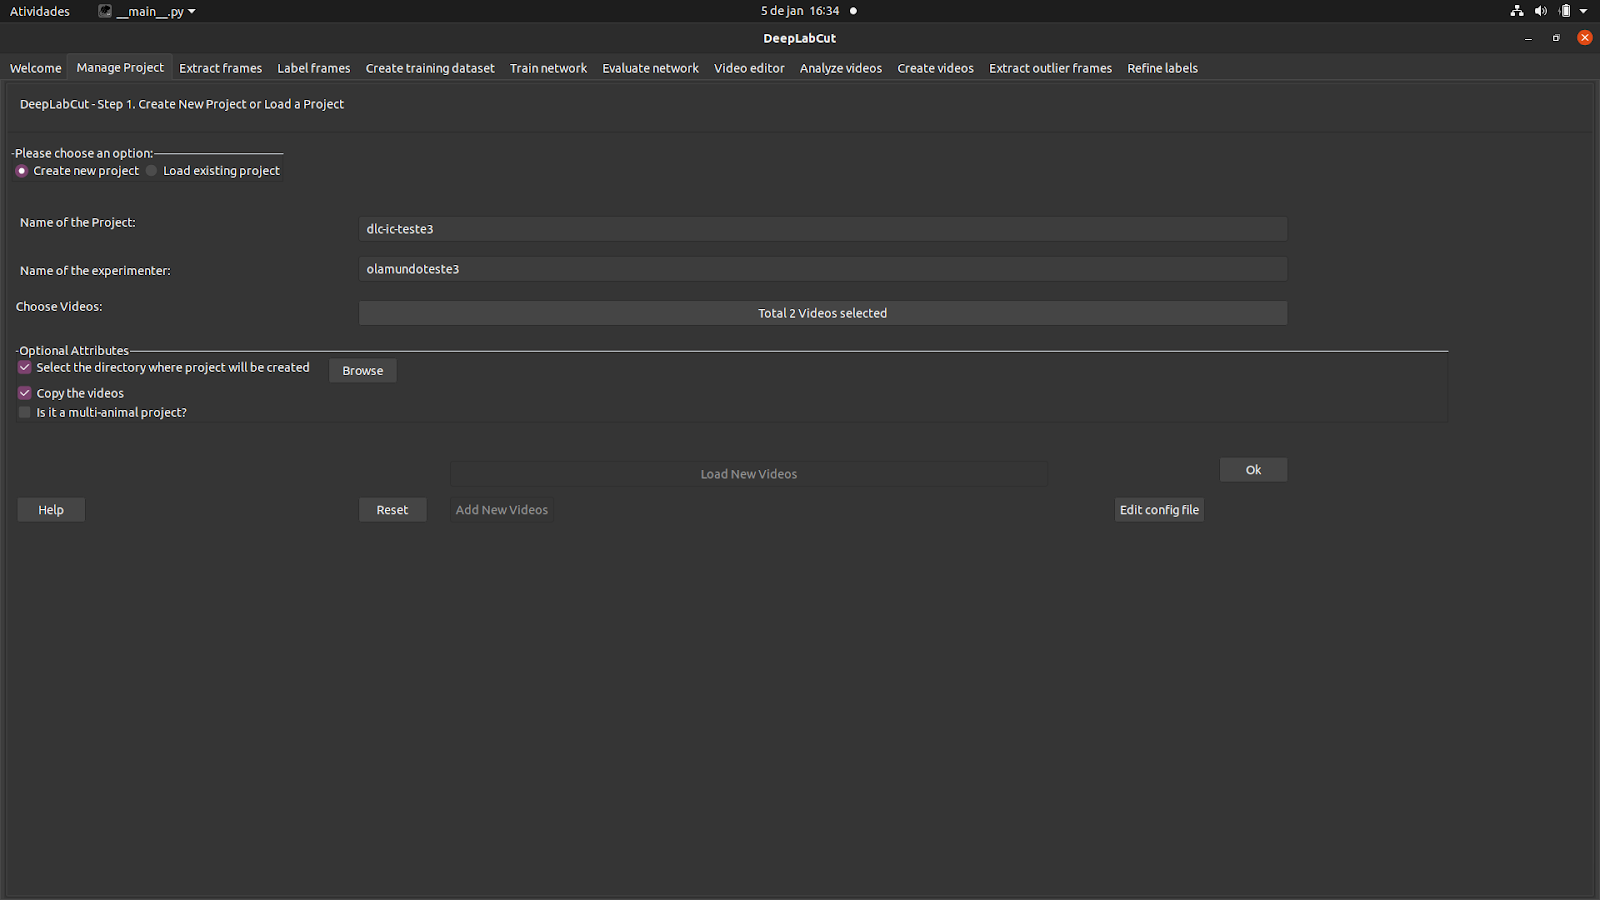 Atividades __main__.py 5 de jan 16:34
DeepLabCut
Welcome Manage Project Extract frames Label frames Create training dataset Train network Evaluate network Video editor Analyze videos Create videos Extract outlier frames Refine labels
DeepLabCut - Step 1. Create New Project or Load a Project
Please choose an option:
Create new project Load existing project
Name of the Project: dlc-ic-teste3
Name of the experimenter: olamundoteste3
Choose Videos: Total 2 Videos selected
Optional Attributes
Select the directory where project will be created Browse
Copy the videos
Is it a multi-animal project?
Load New Videos Ok
Help Reset Add New Videos Edit config file